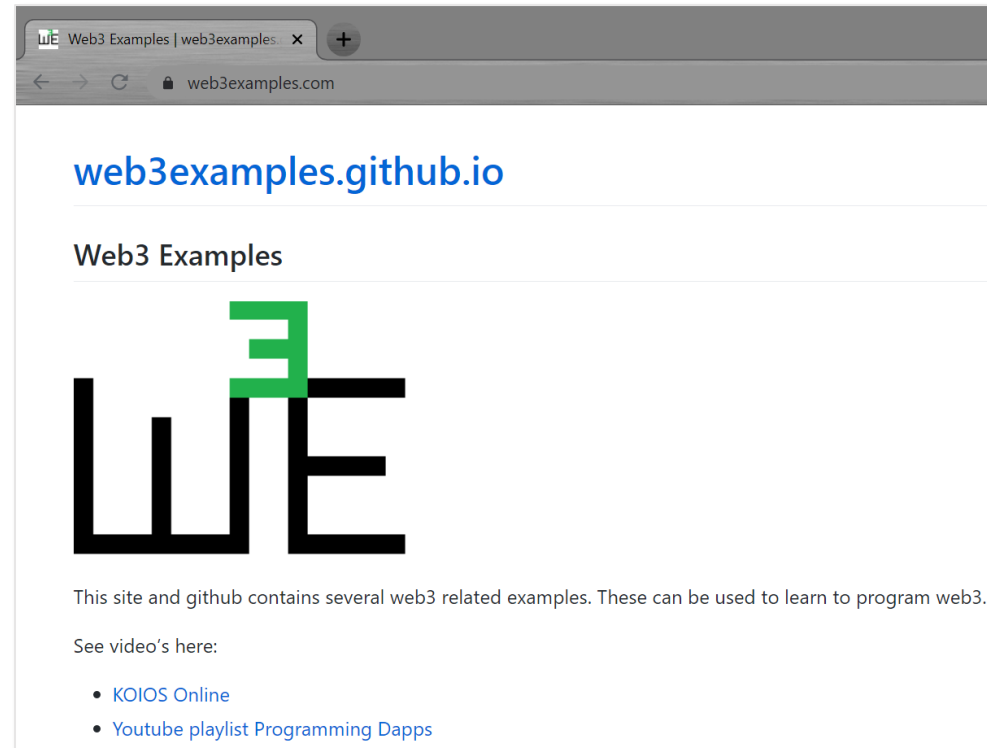 Web3 Examples | web3examples.
web3examples.com
web3examples.github.io
Web3 Examples
W3E
This site and github contains several web3 related examples. These can be used to learn to program web3.
See video’s here:
KOIOS Online
Youtube playlist Programming Dapps